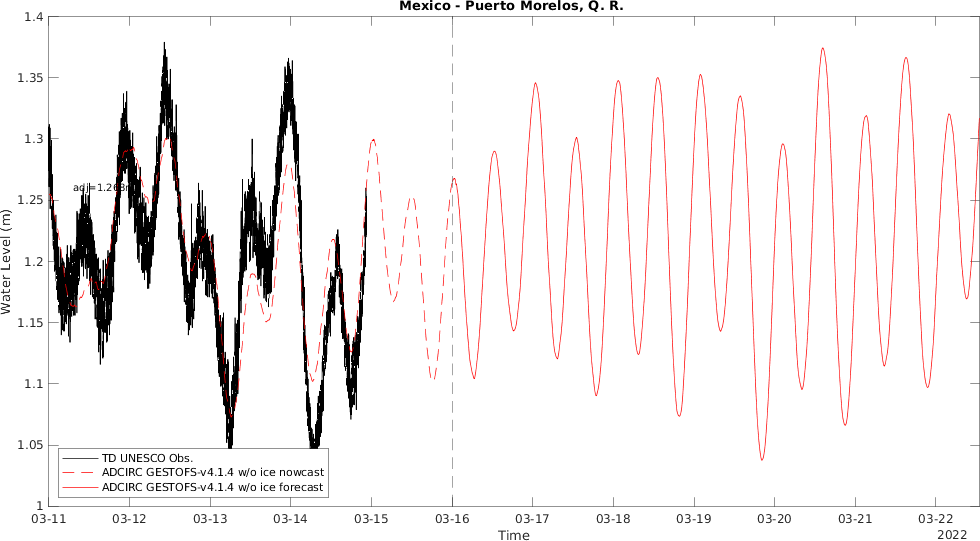 Mexico - Puerto Morelos, Q. R.
1.4
1.35
1.3
1.25
1.2
1.15
1.1
1.05
1
Water Level (m)
TD UNESCO Obs.
ADCIRC GESTOFS-v4.1.4 w/o ice nowcast
ADCIRC GESTOFS-v4.1.4 w/o ice forecast
03-11 03-12 03-13 03-14 03-15 03-16 03-17 03-18 03-19 03-20 03-21 03-22
Time
2022